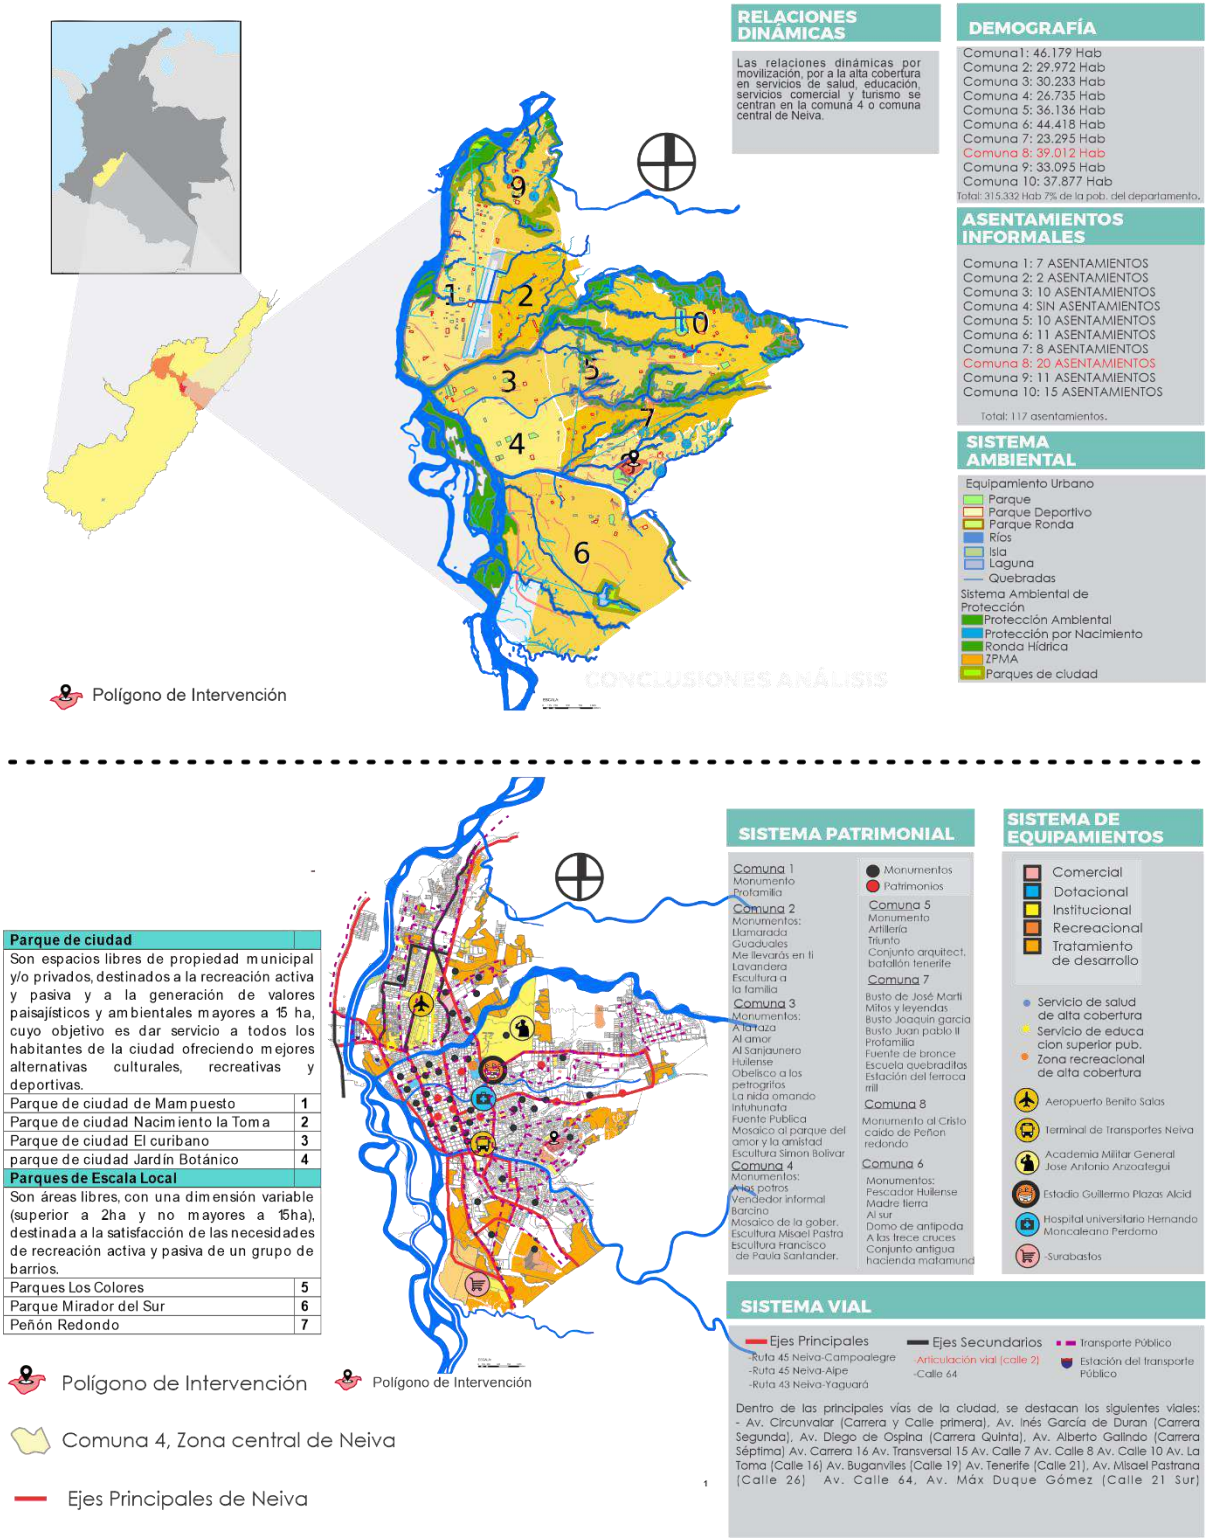 RELACIONES
DINÁMICAS
Las relaciones dinámicas por
movilización, por a la alta cobertura
en servicios de salud, educación,
servicios comercial y turismo se
centran en la comuna 4 o comuna
central de Neiva.
DEMOGRAFÍA
Comuna1: 46.179 Hab
Comuna 2: 29.972 Hab
Comuna 3: 30.233 Hab
Comuna 4: 26.735 Hab
Comuna 5: 36.136 Hab
Comuna 6: 44.418 Hab
Comuna 7: 23.295 Hab
Comuna 8: 39.012 Hab
Comuna 9: 33.095 Hab
Comuna 10: 37.877 Hab
Total: 315.332 Hab 7% de la pob. del departamento.
ASENTAMIENTOS
INFORMALES
Comuna 1: 7 ASENTAMIENTOS
Comuna 2: 2 ASENTAMIENTOS
Comuna 3: 10 ASENTAMIENTOS
Comuna 4: SIN ASENTAMIENTOS
Comuna 5: 10 ASENTAMIENTOS
Comuna 6: 11 ASENTAMIENTOS
Comuna 7: 8 ASENTAMIENTOS
Comuna 8: 20 ASENTAMIENTOS
Comuna 9: 11 ASENTAMIENTOS
Comuna 10: 15 ASENTAMIENTOS
Total: 117 asentamientos.
SISTEMA
AMBIENTAL
Equipamiento Urbano
Parque
Parque Deportivo
Parque Ronda
Ríos
Isla
Laguna
Quebradas
Sistema Ambiental de
Protección
Protección Ambiental
Protección por Nacimiento
Ronda Hídrica
ZPMA
Parques de ciudad
9
1
2
0
3
5
7
4
6
CONCLUSIONES ANÁLISIS
ESCALA
Polígono de Intervención
Parque de ciudad
Son espacios libres de propiedad municipal
y/o privados, destinados a la recreación activa
y pasiva y a la generación de valores
paisajísticos y ambientales mayores a 15 ha,
cuyo objetivo es dar servicio a todos los
habitantes de la ciudad ofreciendo mejores
alternativas culturales, recreativas y
deportivas.
Parque de ciudad de Mampuesto 1
Parque de ciudad Nacimiento la Toma 2
Parque de ciudad El curibano 3
parque de ciudad Jardín Botánico 4
Parques de Escala Local
Son áreas libres, con una dimensión variable
(superior a 2ha y no mayores a 15ha),
destinada a la satisfacción de las necesidades
de recreación activa y pasiva de un grupo de
barrios.
Parques Los Colores 5
Parque Mirador del Sur 6
Peñón Redondo 7
Polígono de Intervención
Polígono de Intervención
Comuna 4, Zona central de Neiva
Ejes Principales de Neiva
ESCALA
SISTEMA PATRIMONIAL
Comuna 1
Monumento
Profamilia
Comuna 2
Monumentos:
Llamarada
Guaduales
Me llevarás en ti
Lavandera
Escultura a
la familia
Comuna 3
Monumentos:
A la raza
Al amor
Al Sanjuanero
Huilense
Obelisco a los
petrogrifos
La nida omando
Intuhunata
Fuente Publica
Mosaico al parque del
amor y la amistad
Escultura Simon Bolivar
Comuna 4
Monumentos:
A los potros
Vendedor informal
Barcino
Mosaico de la gober.
Escultura Misael Pastra
Escultura Francisco
de Paula Santander.
Monumentos
Patrimonios
Comuna 5
Monumento
Artillería
Triunto
Conjunto arquitect.
batallón tenerife
Comuna 7
Busto de José Martí
Mitos y leyendas
Busto Joaquín garcía
Busto Juan pablo II
Profamilia
Fuente de bronce
Escuela quebraditas
Estación del ferroca
rril
Comuna 8
Monumento al Cristo
caido de Peñon
redondo
Comuna 6
Monumentos:
Pescador Huilense
Madre tierra
Al sur
Domo de antipoda
A las trece cruces
Conjunto antigua
hacienda matamund
SISTEMA DE
EQUIPAMIENTOS
Comercial
Dotacional
Institucional
Recreacional
Tratamiento
de desarrollo
Servicio de salud
de alta cobertura
Servicio de educa
cion superior pub.
Zona recreacional
de alta cobertura
Aeropuerto Benito Salas
Terminal de Transportes Neiva
Academia Militar General
Jose Antonio Anzoategui
Estadio Guillermo Plazas Alcid
Hospital universitario Hernando
Moncaleano Perdomo
-Surabastos
SISTEMA VIAL
Ejes Principales
-Ruta 45 Neiva-Campoalegre
-Ruta 45 Neiva-Aipe
-Ruta 43 Neiva-Yaguará
Ejes Secundarios
-Articulación vial (calle 2)
-Calle 64
Transporte Público
Estación del transporte
Público
Dentro de las principales vías de la ciudad, se destacan los siguientes viales:
- Av. Circunvalar (Carrera y Calle primera), Av. Inés García de Duran (Carrera
Segunda), Av. Diego de Ospina (Carrera Quinta), Av. Alberto Galindo (Carrera
Séptima) Av. Carrera 16 Av. Transversal 15 Av. Calle 7 Av. Calle 8 Av. Calle 10 Av. La
Toma (Calle 16) Av. Buganviles (Calle 19) Av. Tenerife (Calle 21), Av. Misael Pastrana
(Calle 26) Av. Calle 64, Av. Máx Duque Gómez (Calle 21 Sur)
1